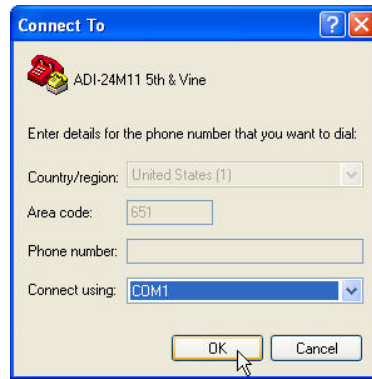 Connect To
ADI-24M11 5th & Vine
Enter details for the phone number that you want to dial:
Country/region: United States (1)
Area code: 651
Phone number:
Connect using: COM1
OK Cancel